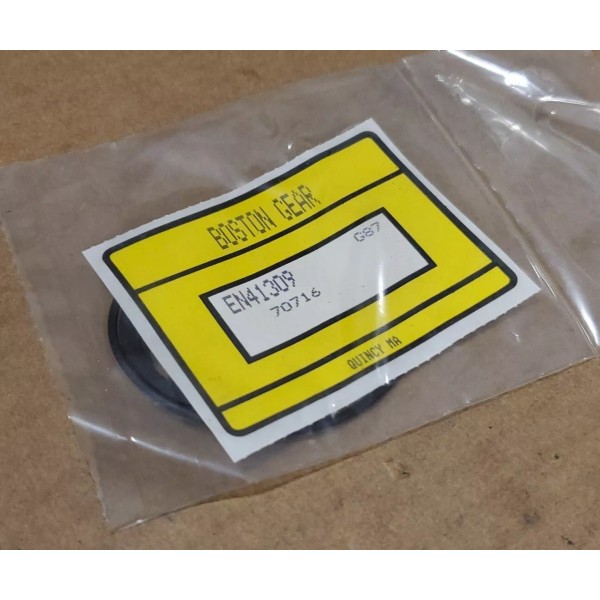 BOSTON GEAR
G87
EN41309
70716
QUINCY MA